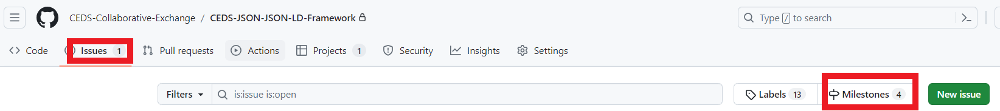 CEDS-Collaborative-Exchange / CEDS-JSON-JSON-LD-Framework
Type / to search
Code Issues 1 Pull requests Actions Projects 1 Security Insights Settings
Filters is:issue is:open Labels 13 Milestones 4 New issue